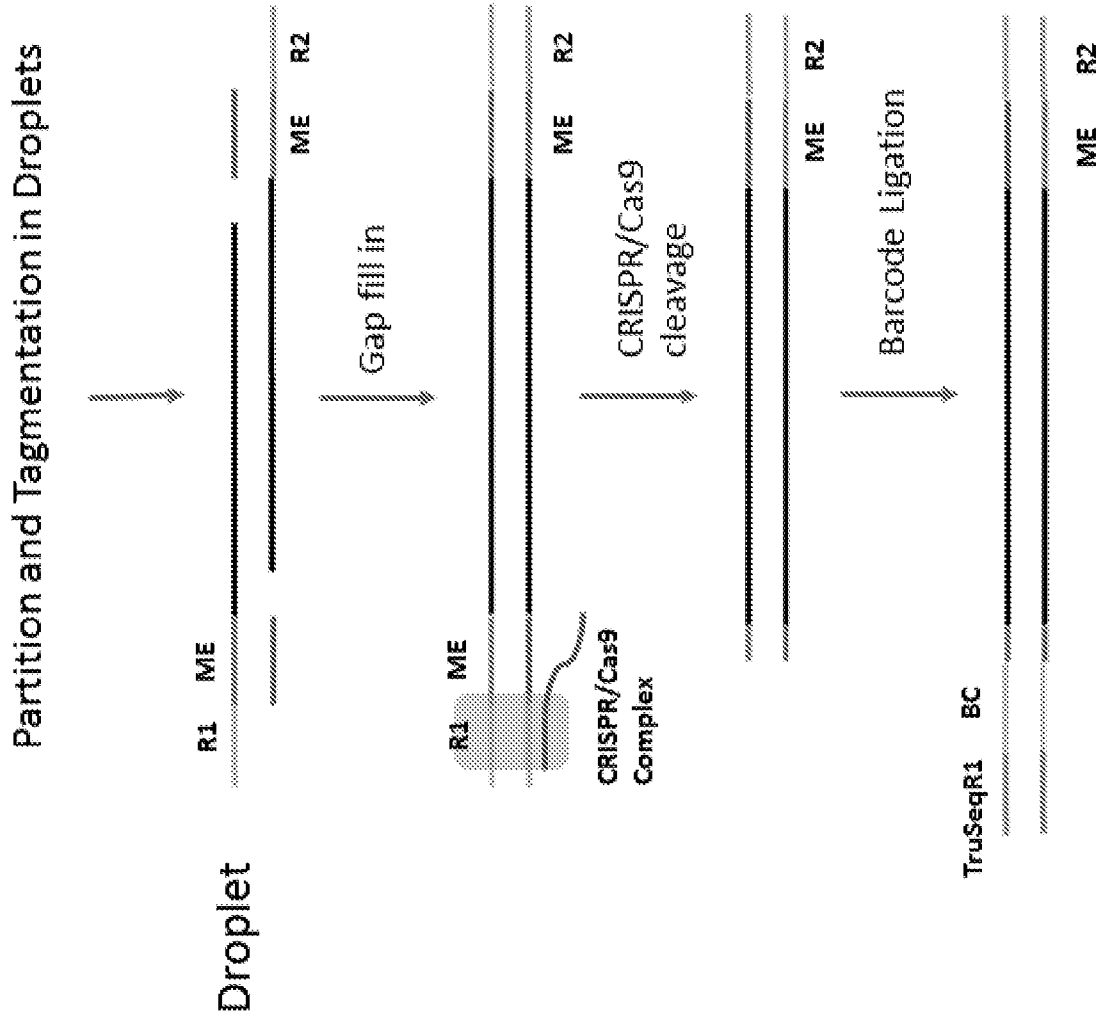 Partition and Tagmentation in Droplets
Droplet
R1 ME
ME R2
Gap fill in
R1 ME
ME R2
CRISPR/Cas9
Complex
CRISPR/Cas9
cleavage
ME R2
Barcode Ligation
TruSeqR1 BC
ME R2